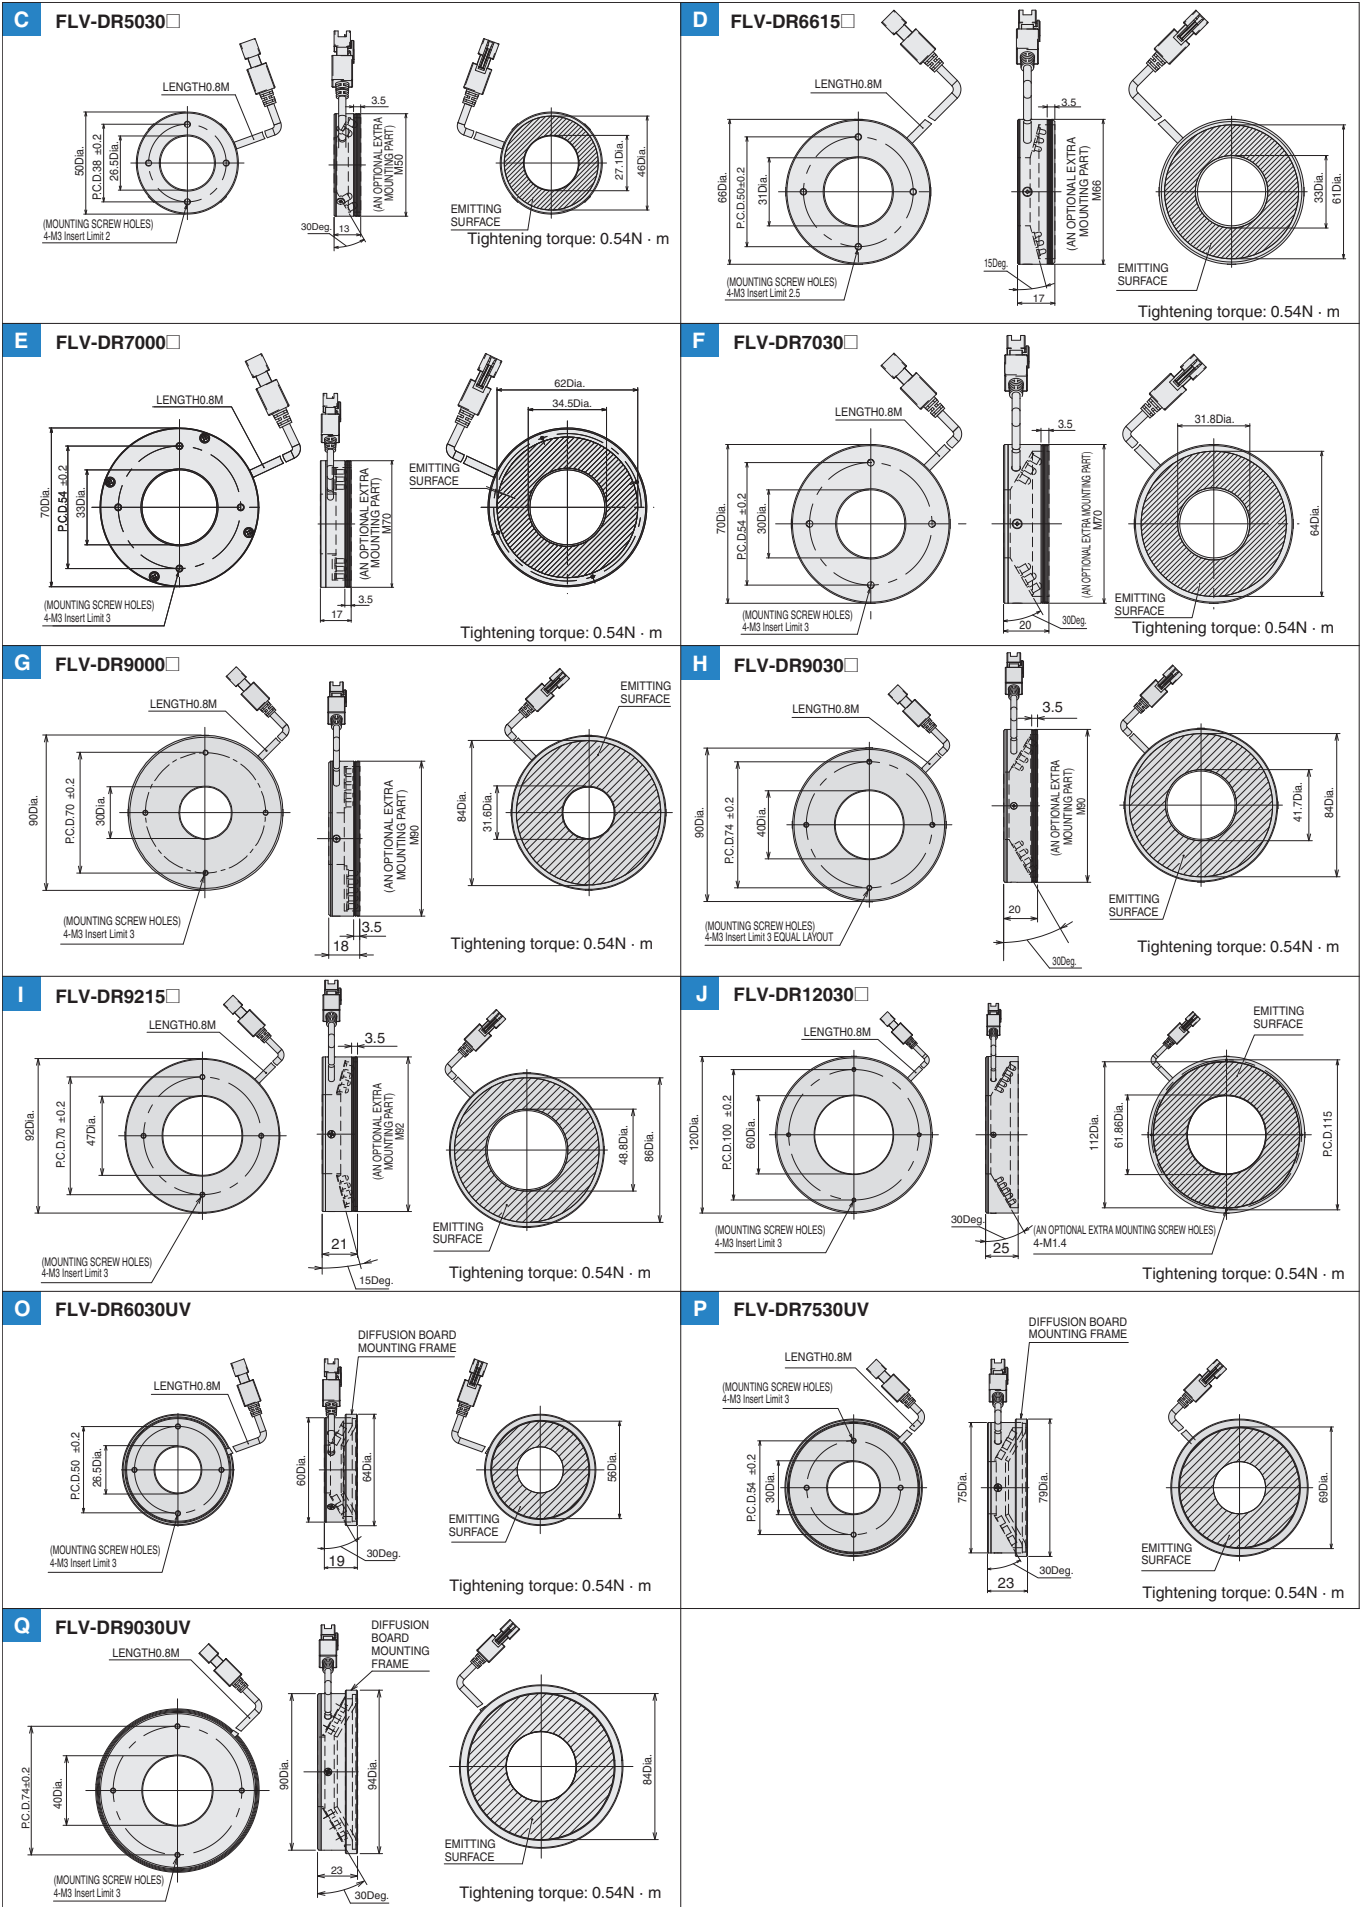 C FLV-DR5030□
LENGTH0.8M
3.5
50Dia.
P.C.D.38 ±0.2
26.5Dia.
(AN OPTIONAL EXTRA
MOUNTING PART)
M50
27.1Dia.
46Dia.
(MOUNTING SCREW HOLES)
4-M3 Insert Limit 2
30Deg.
13
EMITTING
SURFACE
Tightening torque: 0.54N · m
D FLV-DR6615□
LENGTH0.8M
3.5
66Dia.
P.C.D.50±0.2
31Dia.
(AN OPTIONAL EXTRA
MOUNTING PART)
M66
33Dia.
61Dia.
(MOUNTING SCREW HOLES)
4-M3 Insert Limit 2.5
15Deg.
17
EMITTING
SURFACE
Tightening torque: 0.54N · m
E FLV-DR7000□
LENGTH0.8M
62Dia.
34.5Dia.
70Dia.
P.C.D.54 ±0.2
33Dia.
(AN OPTIONAL EXTRA
MOUNTING PART)
M70
EMITTING
SURFACE
(MOUNTING SCREW HOLES)
4-M3 Insert Limit 3
3.5
17
Tightening torque: 0.54N · m
F FLV-DR7030□
LENGTH0.8M
3.5
31.8Dia.
70Dia.
P.C.D.54 ±0.2
30Dia.
(AN OPTIONAL EXTRA MOUNTING PART)
M70
64Dia.
(MOUNTING SCREW HOLES)
4-M3 Insert Limit 3
20
30Deg.
EMITTING
SURFACE
Tightening torque: 0.54N · m
G FLV-DR9000□
LENGTH0.8M
EMITTING
SURFACE
90Dia.
P.C.D.70 ±0.2
30Dia.
(AN OPTIONAL EXTRA
MOUNTING PART)
M90
84Dia.
31.6Dia.
(MOUNTING SCREW HOLES)
4-M3 Insert Limit 3
3.5
18
Tightening torque: 0.54N · m
H FLV-DR9030□
LENGTH0.8M
3.5
90Dia.
P.C.D.74 ±0.2
40Dia.
(AN OPTIONAL EXTRA
MOUNTING PART)
M90
41.7Dia.
84Dia.
(MOUNTING SCREW HOLES)
4-M3 Insert Limit 3 EQUAL LAYOUT
20
30Deg.
EMITTING
SURFACE
Tightening torque: 0.54N · m
I FLV-DR9215□
LENGTH0.8M
3.5
92Dia.
P.C.D.70 ±0.2
47Dia.
(AN OPTIONAL EXTRA
MOUNTING PART)
M92
48.8Dia.
86Dia.
(MOUNTING SCREW HOLES)
4-M3 Insert Limit 3
21
15Deg.
EMITTING
SURFACE
Tightening torque: 0.54N · m
J FLV-DR12030□
LENGTH0.8M
EMITTING
SURFACE
120Dia.
P.C.D.100 ±0.2
60Dia.
112Dia.
61.86Dia.
P.C.D.115
(MOUNTING SCREW HOLES)
4-M3 Insert Limit 3
30Deg.
25
(AN OPTIONAL EXTRA MOUNTING SCREW HOLES)
4-M1.4
Tightening torque: 0.54N · m
O FLV-DR6030UV
DIFFUSION BOARD
MOUNTING FRAME
LENGTH0.8M
P.C.D.50 ±0.2
26.5Dia.
60Dia.
64Dia.
56Dia.
(MOUNTING SCREW HOLES)
4-M3 Insert Limit 3
19
30Deg.
EMITTING
SURFACE
Tightening torque: 0.54N · m
P FLV-DR7530UV
DIFFUSION BOARD
MOUNTING FRAME
LENGTH0.8M
(MOUNTING SCREW HOLES)
4-M3 Insert Limit 3
P.C.D.54 ±0.2
30Dia.
75Dia.
79Dia.
69Dia.
23
30Deg.
EMITTING
SURFACE
Tightening torque: 0.54N · m
Q FLV-DR9030UV
DIFFUSION
BOARD
MOUNTING
FRAME
LENGTH0.8M
P.C.D.74±0.2
40Dia.
90Dia.
94Dia.
84Dia.
(MOUNTING SCREW HOLES)
4-M3 Insert Limit 3
23
30Deg.
EMITTING
SURFACE
Tightening torque: 0.54N · m